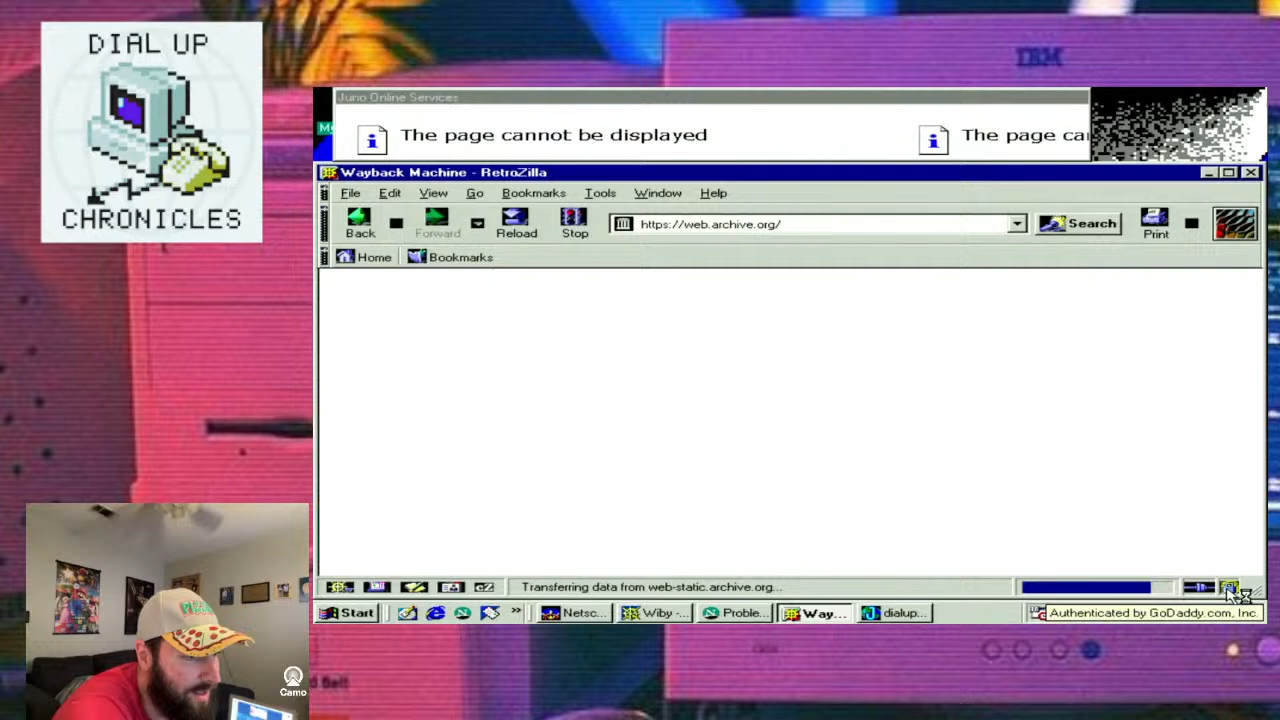 DIAL UP
CHRONICLES
IBM
Juno Online Services
The page cannot be displayed
The page ca
Wayback Machine - RetroZilla
File Edit View Go Bookmarks Tools Window Help
Back Forward Reload Stop https://web.archive.org/ Search Print
Home Bookmarks
Transferring data from web-static.archive.org...
Start Netsc... Wiby -... Proble... Way... dialup...
Authenticated by GoDaddy.com, Inc.
Camo
Bell